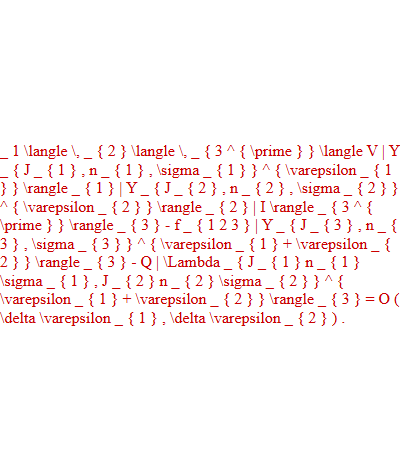 _ 1 \langle \, _ { 2 } \langle \, _ { 3 ^ { \prime } } \langle V | Y
_ { J _ { 1 } , n _ { 1 } , \sigma _ { 1 } } ^ { \varepsilon _ { 1
} } \rangle _ { 1 } | Y _ { J _ { 2 } , n _ { 2 } , \sigma _ { 2 } }
^ { \varepsilon _ { 2 } } \rangle _ { 2 } | I \rangle _ { 3 ^ {
\prime } } \rangle _ { 3 } - f _ { 1 2 3 } | Y _ { J _ { 3 } , n _ {
3 } , \sigma _ { 3 } } ^ { \varepsilon _ { 1 } + \varepsilon _ {
2 } } \rangle _ { 3 } - Q | \Lambda _ { J _ { 1 } n _ { 1 }
\sigma _ { 1 } , J _ { 2 } n _ { 2 } \sigma _ { 2 } } ^ {
\varepsilon _ { 1 } + \varepsilon _ { 2 } } \rangle _ { 3 } = O (
\delta \varepsilon _ { 1 } , \delta \varepsilon _ { 2 } ) .